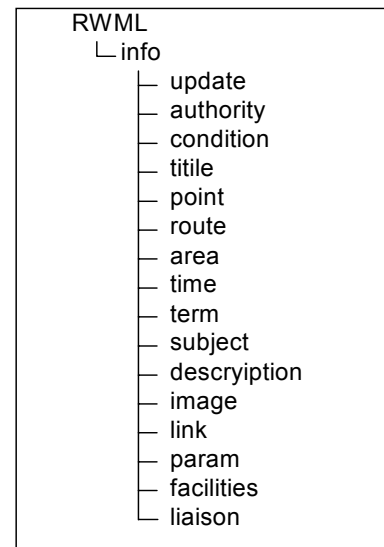 RWML
info
update
authority
condition
titile
point
route
area
time
term
subject
descryiption
image
link
param
facilities
liaison